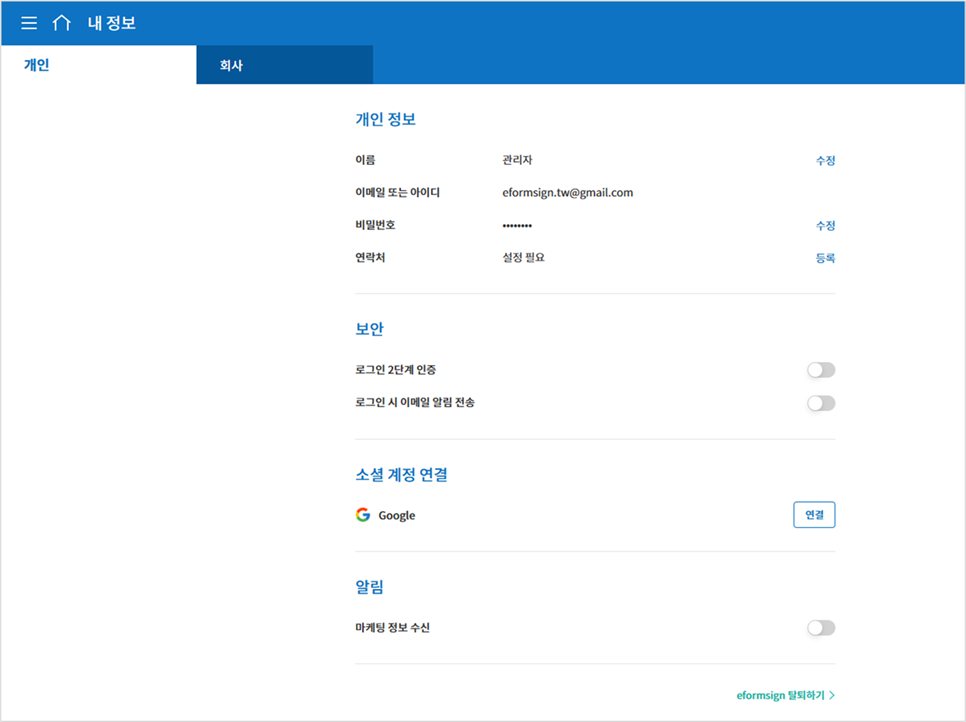 내 정보
개인
회사
개인 정보
이름 관리자 수정
이메일 또는 아이디 eformsign.tw@gmail.com
비밀번호 •••••••• 수정
연락처 설정 필요 등록
보안
로그인 2단계 인증
로그인 시 이메일 알림 전송
소셜 계정 연결
Google 연결
알림
마케팅 정보 수신
eformsign 탈퇴하기 >